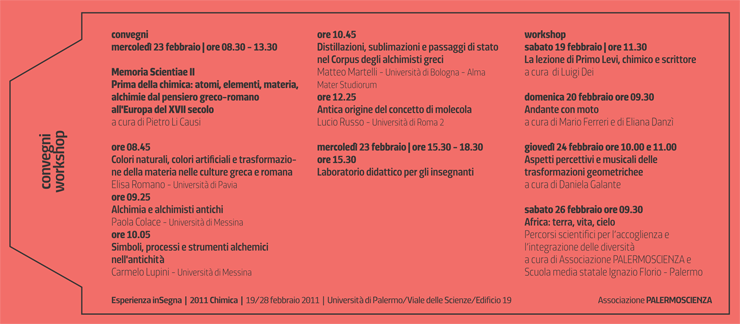 convegni
workshop
convegni
mercoledì 23 febbraio | ore 08.30 - 13.30
Memoria Scientiae II
Prima della chimica: atomi, elementi, materia,
alchimie dal pensiero greco-romano
all'Europa del XVII secolo
a cura di Pietro Li Causi
ore 08.45
Colori naturali, colori artificiali e trasformazio-
ne della materia nelle culture greca e romana
Elisa Romano - Università di Pavia
ore 09.25
Alchimia e alchimisti antichi
Paola Colace - Università di Messina
ore 10.05
Simboli, processi e strumenti alchemici
nell'antichità
Carmelo Lupini - Università di Messina
ore 10.45
Distillazioni, sublimazioni e passaggi di stato
nel Corpus degli alchimisti greci
Matteo Martelli - Università di Bologna - Alma
Mater Studiorum
ore 12.25
Antica origine del concetto di molecola
Lucio Russo - Università di Roma 2
mercoledì 23 febbraio | ore 15.30 - 18.30
ore 15.30
Laboratorio didattico per gli insegnanti
workshop
sabato 19 febbraio | ore 11.30
La lezione di Primo Levi, chimico e scrittore
a cura di Luigi Dei
domenica 20 febbraio ore 09.30
Andante con moto
a cura di Mario Ferreri e di Eliana Danzì
giovedì 24 febbraio ore 10.00 e 11.00
Aspetti percettivi e musicali delle
trasformazioni geometrichee
a cura di Daniela Galante
sabato 26 febbraio ore 09.30
Africa: terra, vita, cielo
Percorsi scientifici per l'accoglienza e
l'integrazione delle diversità
a cura di Associazione PALERMOSCIENZA e
Scuola media statale Ignazio Florio - Palermo
Esperienza inSegna | 2011 Chimica | 19/28 febbraio 2011 | Università di Palermo/Viale delle Scienze/Edificio 19
Associazione PALERMOSCIENZA